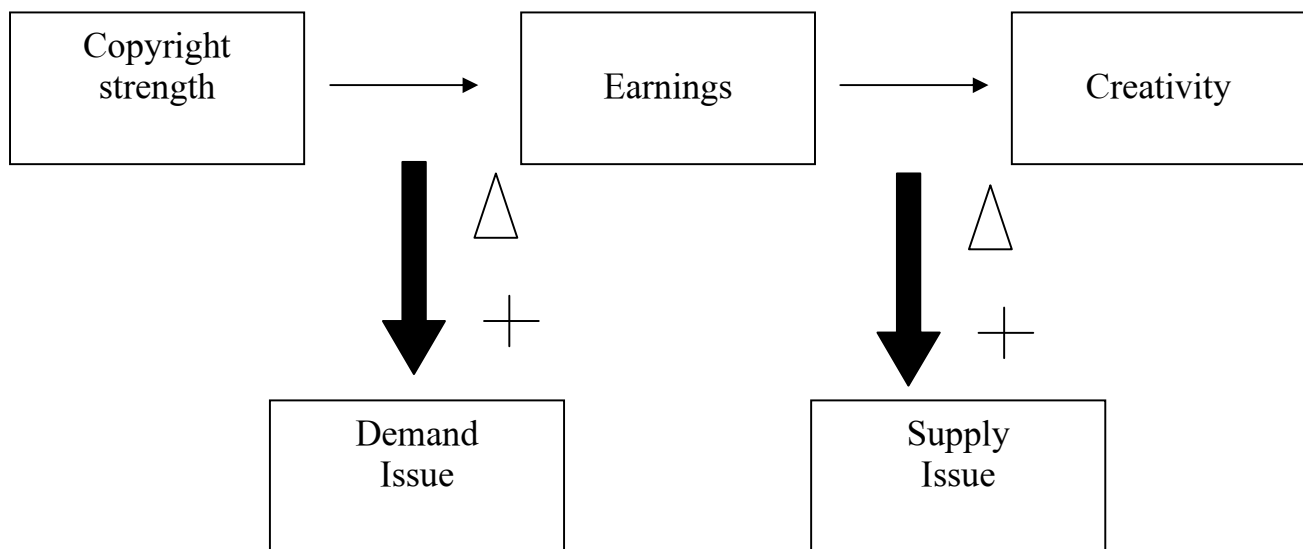 Copyright
strength
Earnings
Creativity
Demand
Issue
Supply
Issue